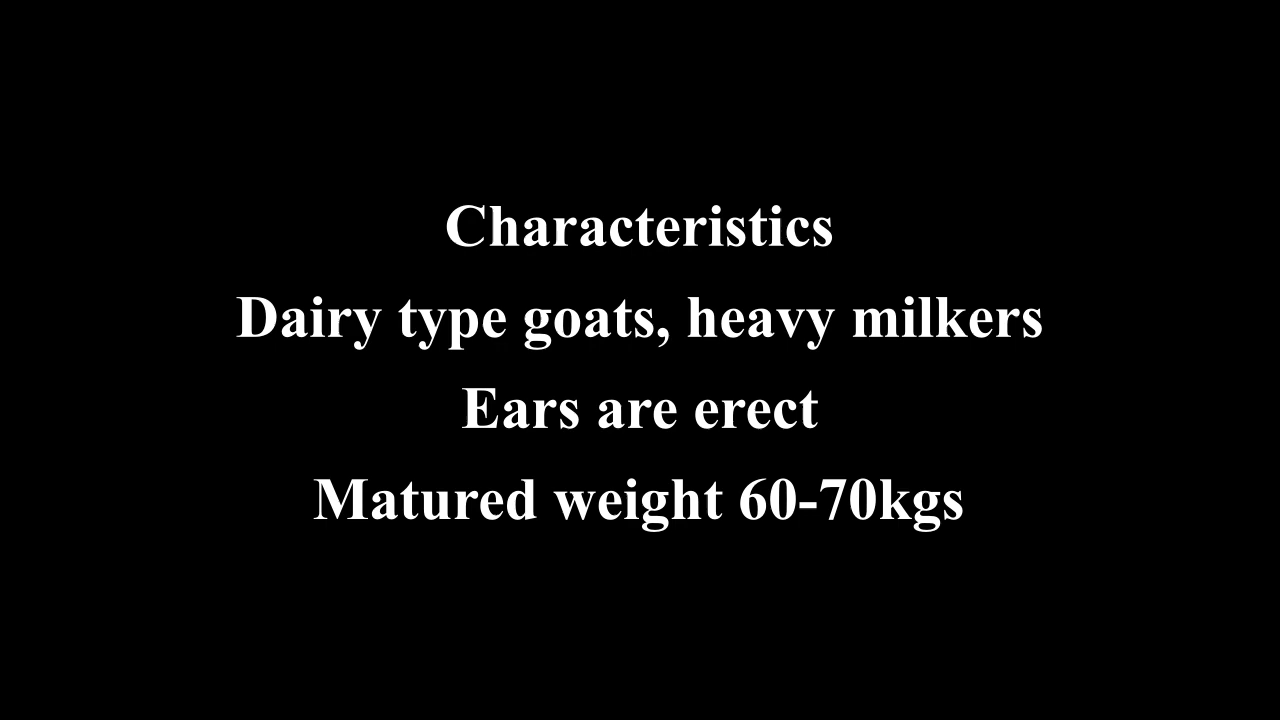 Characteristics
Dairy type goats, heavy milkers
Ears are erect
Matured weight 60-70kgs